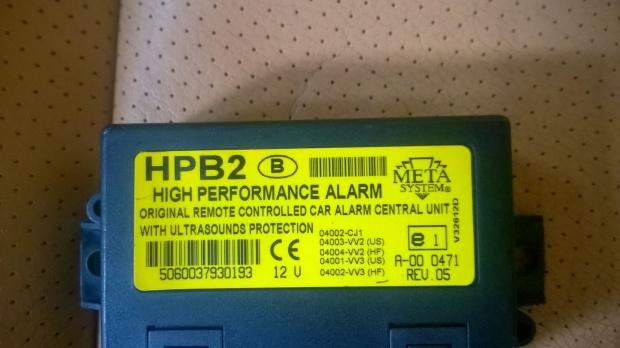 HPB2 B
META
SYSTEM®
HIGH PERFORMANCE ALARM
ORIGINAL REMOTE CONTROLLED CAR ALARM CENTRAL UNIT
WITH ULTRASOUNDS PROTECTION
04002-CJ1
04003-VV2 (US)
04004-VV2 (HF)
04001-VV3 (US)
04002-VV3 (HF)
CE
5060037930193
12 V
e 1
A-00 0471
REV.05
V32612D